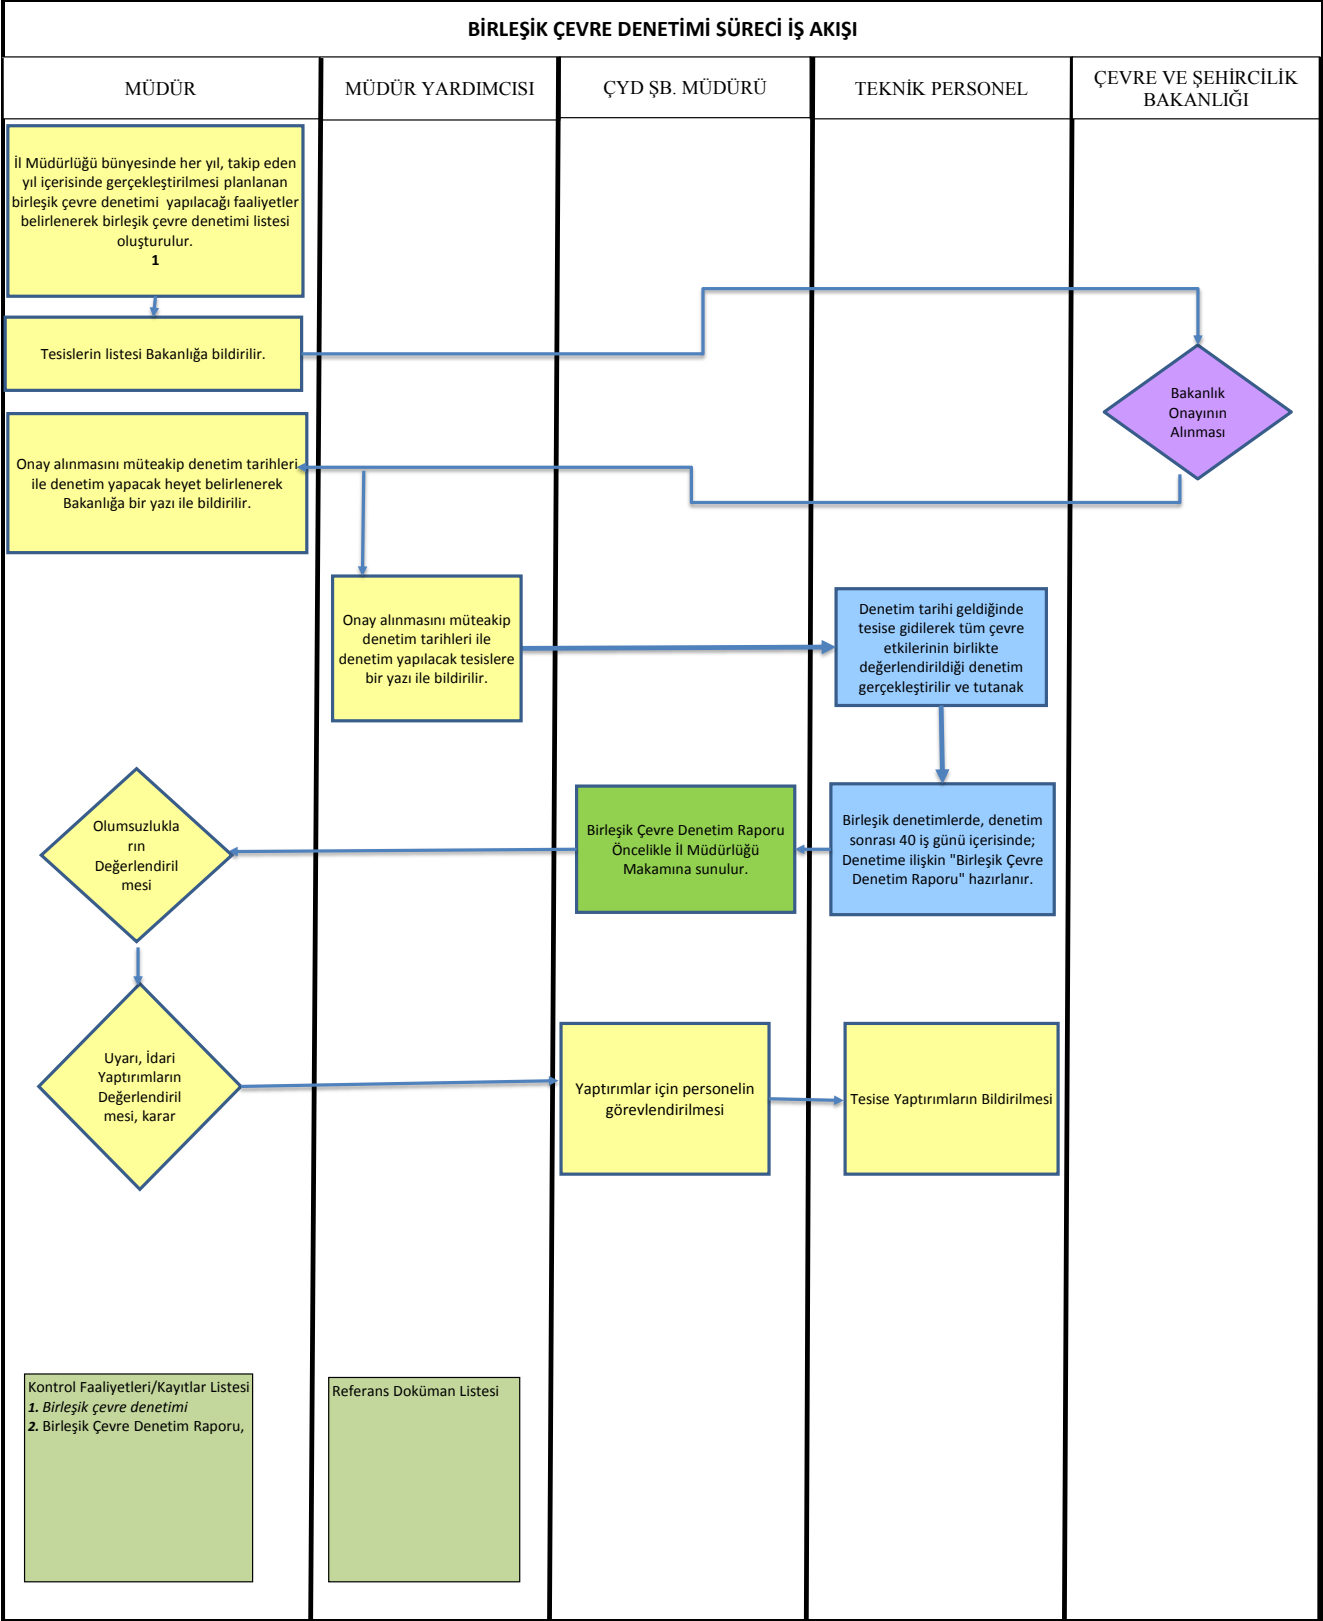 BİRLEŞİK ÇEVRE DENETİMİ SÜRECİ İŞ AKIŞI
MÜDÜR
MÜDÜR YARDIMCISI
ÇYD ŞB. MÜDÜRÜ
TEKNİK PERSONEL
ÇEVRE VE ŞEHİRCİLİK
BAKANLIĞI
İl Müdürlüğü bünyesinde her yıl, takip eden
yıl içerisinde gerçekleştirilmesi planlanan
birleşik çevre denetimi yapılacağı faaliyetler
belirlenerek birleşik çevre denetimi listesi
oluşturulur.
1
Tesislerin listesi Bakanlığa bildirilir.
Bakanlık
Onayının
Alınması
Onay alınmasını müteakip denetim tarihleri
ile denetim yapacak heyet belirlenerek
Bakanlığa bir yazı ile bildirilir.
Onay alınmasını müteakip
denetim tarihleri ile
denetim yapılacak tesislere
bir yazı ile bildirilir.
Denetim tarihi geldiğinde
tesise gidilerek tüm çevre
etkilerinin birlikte
değerlendirildiği denetim
gerçekleştirilir ve tutanak
Olumsuzlukla
rın
Değerlendiril
mesi
Birleşik Çevre Denetim Raporu
Öncelikle İl Müdürlüğü
Makamına sunulur.
Birleşik denetimlerde, denetim
sonrası 40 iş günü içerisinde;
Denetime ilişkin "Birleşik Çevre
Denetim Raporu" hazırlanır.
Uyarı, İdari
Yaptırımların
Değerlendiril
mesi, karar
Yaptırımlar için personelin
görevlendirilmesi
Tesise Yaptırımların Bildirilmesi
Kontrol Faaliyetleri/Kayıtlar Listesi
1. Birleşik çevre denetimi
2. Birleşik Çevre Denetim Raporu,
Referans Doküman Listesi